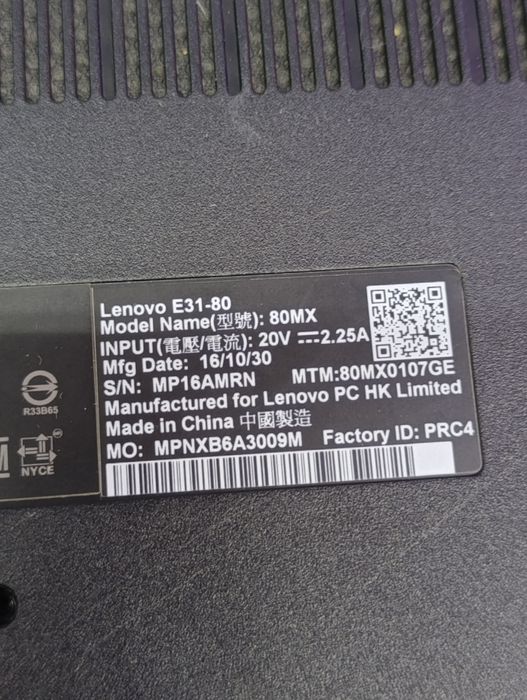 Lenovo E31-80
Model Name(型號): 80MX
INPUT(電壓/電流): 20V ⎓2.25A
Mfg Date: 16/10/30
S/N: MP16AMRN MTM:80MX0107GE
Manufactured for Lenovo PC HK Limited
Made in China 中國製造
MO: MPNXB6A3009M Factory ID: PRC4
R33B65
NYCE